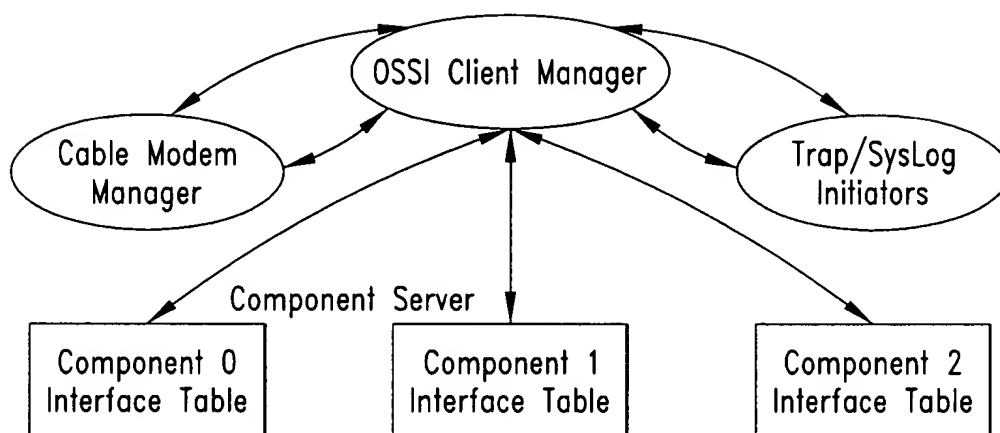 OSSI Client Manager
Cable Modem
Manager
Trap/SysLog
Initiators
Component Server
Component 0
Interface Table
Component 1
Interface Table
Component 2
Interface Table